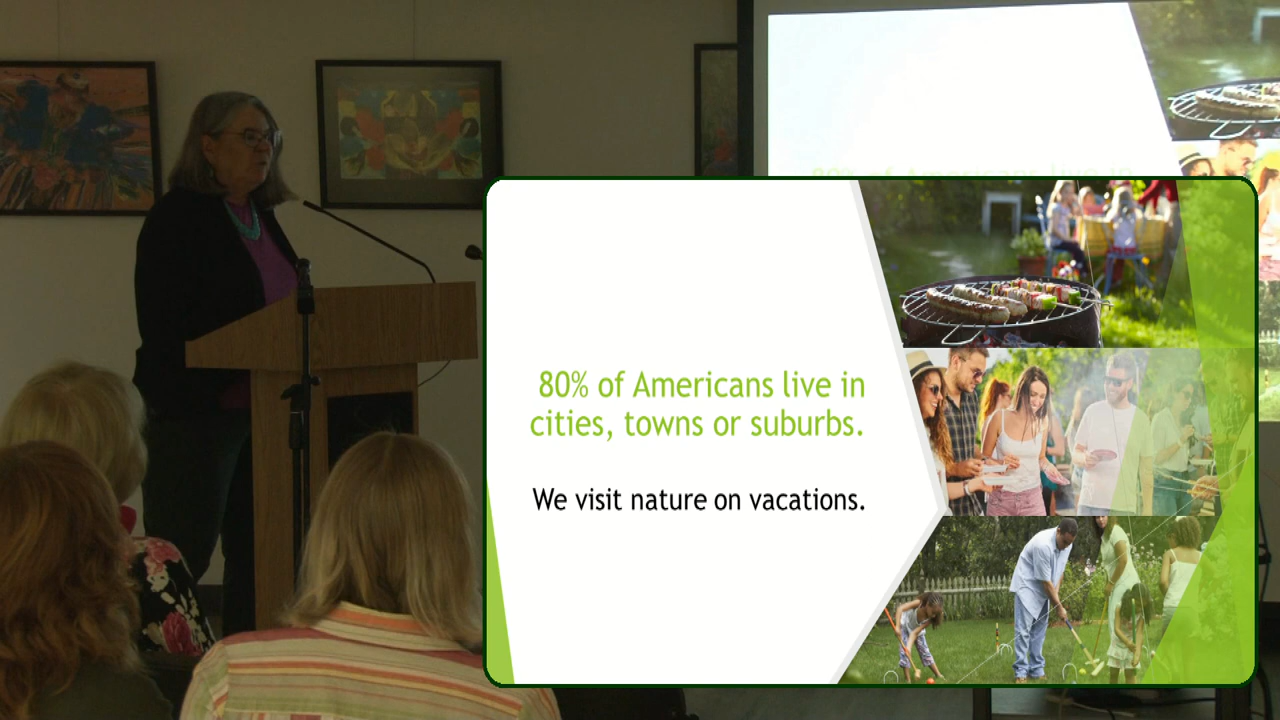 80% of Americans live in
cities, towns or suburbs.
We visit nature on vacations.